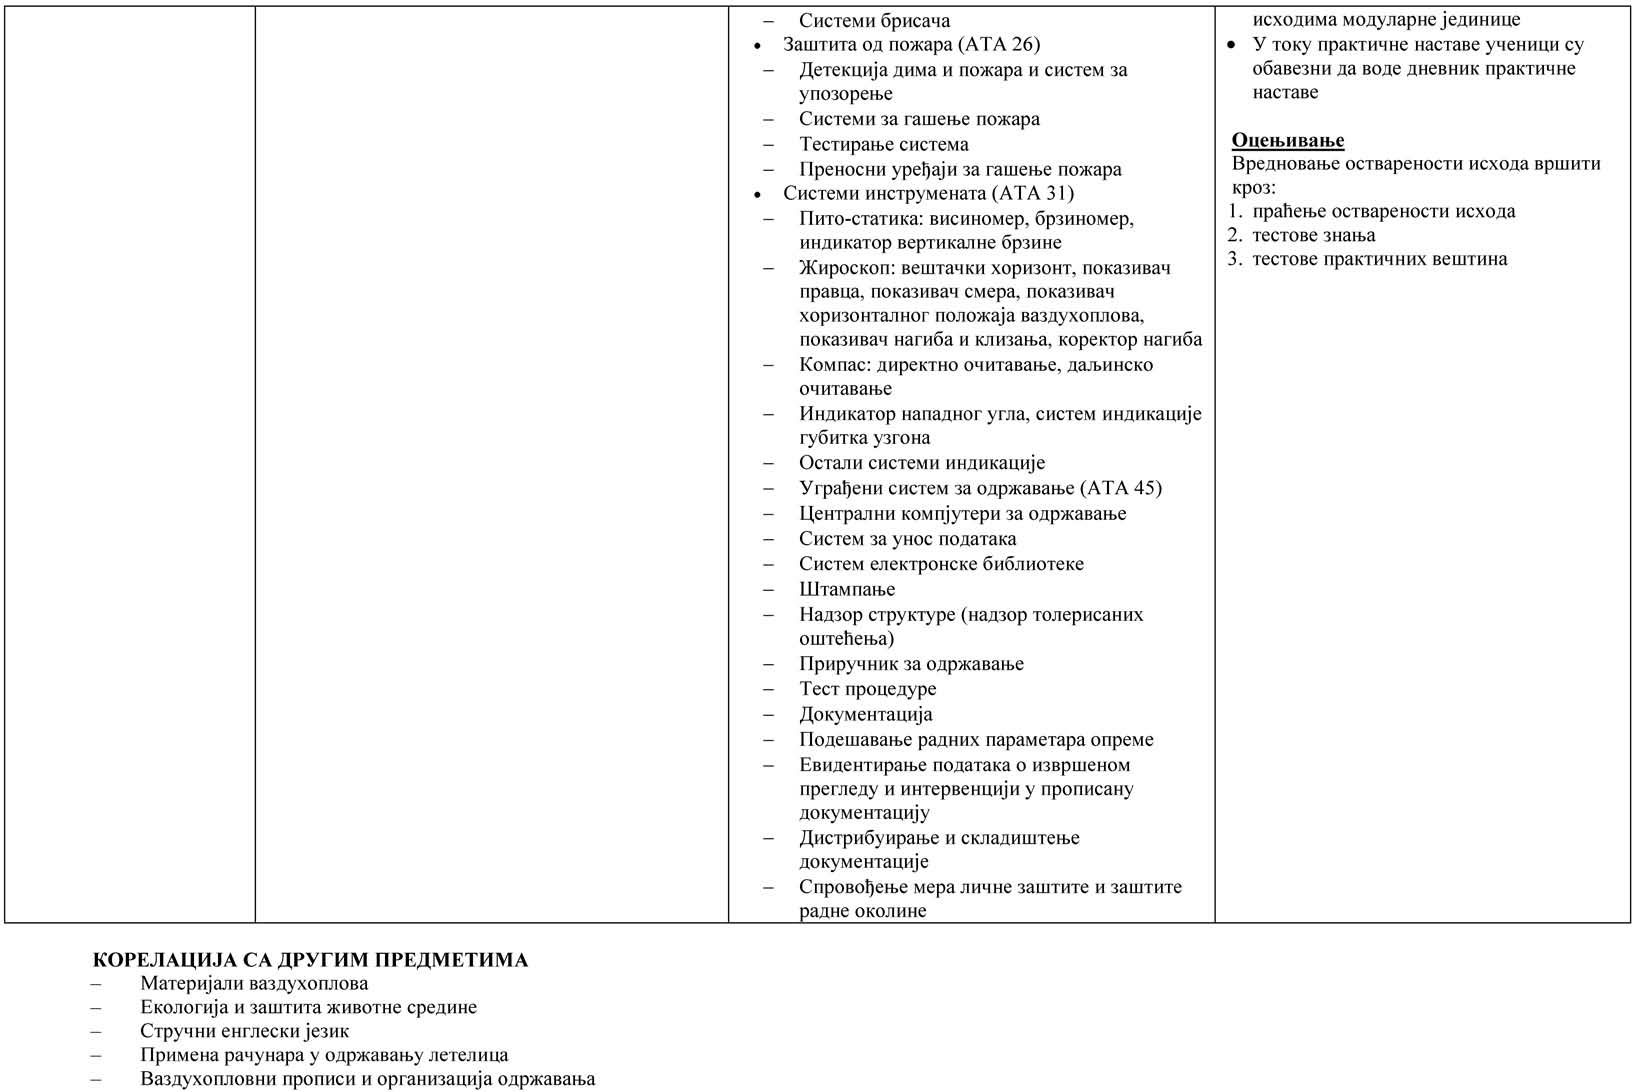 – Системи брисача
• Заштита од пожара (АТА 26)
– Детекција дима и пожара и систем за
упозорење
– Системи за гашење пожара
– Тестирање система
– Преносни уређаји за гашење пожара
• Системи инструмената (АТА 31)
– Пито-статика: висиномер, брзиномер,
индикатор вертикалне брзине
– Жироскоп: вештачки хоризонт, показивач
правца, показивач смера, показивач
хоризонталног положаја ваздухоплова,
показивач нагиба и клизања, коректор нагиба
– Компас: директно очитавање, даљинско
очитавање
– Индикатор нападног угла, систем индикације
губитка узгона
– Остали системи индикације
– Уграђени систем за одржавање (АТА 45)
– Централни компјутери за одржавање
– Систем за унос података
– Систем електронске библиотеке
– Штампање
– Надзор структуре (надзор толерисаних
оштећења)
– Приручник за одржавање
– Тест процедуре
– Документација
– Подешавање радних параметара опреме
– Евидентирање података о извршеном
прегледу и интервенцији у прописану
документацију
– Дистрибуирање и складиштење
документације
– Спровођење мера личне заштите и заштите
радне околине
исходима модуларне јединице
• У току практичне наставе ученици су
обавезни да воде дневник практичне
наставе
Оцењивање
Вредновање остварености исхода вршити
кроз:
1. праћење остварености исхода
2. тестове знања
3. тестове практичних вештина
КОРЕЛАЦИЈА СА ДРУГИМ ПРЕДМЕТИМА
– Материјали ваздухоплова
– Екологија и заштита животне средине
– Стручни енглески језик
– Примена рачунара у одржавању летелица
– Ваздухопловни прописи и организација одржавања